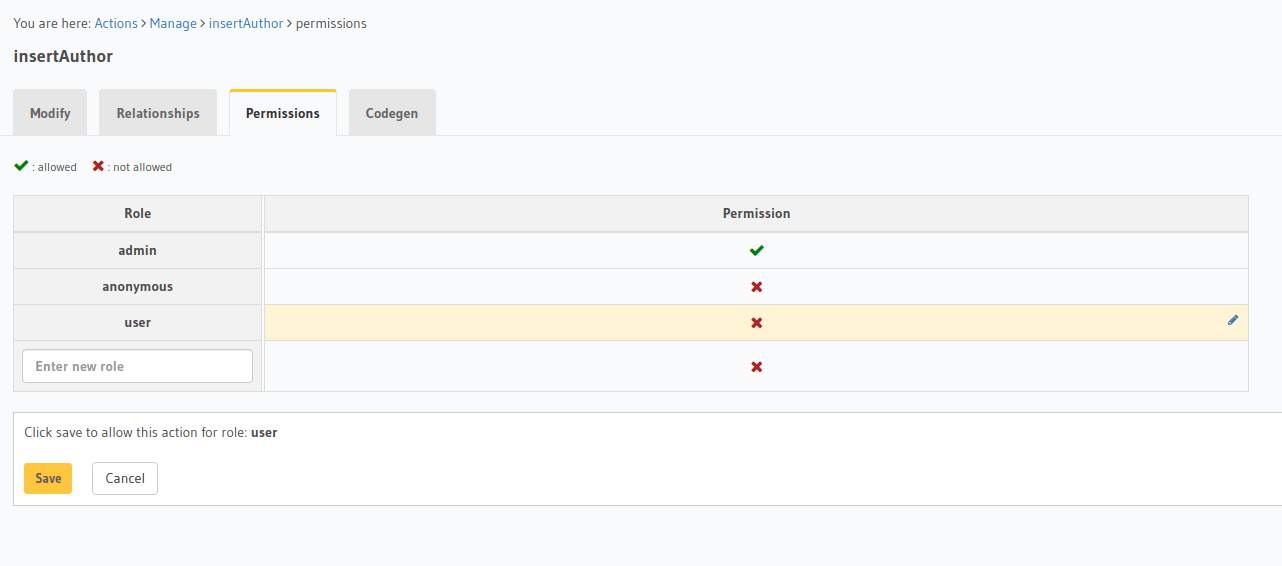 You are here: Actions > Manage > insertAuthor > permissions
insertAuthor
Modify Relationships Permissions Codegen
: allowed : not allowed
Role Permission
admin
anonymous
user
Enter new role
Click save to allow this action for role: user
Save Cancel